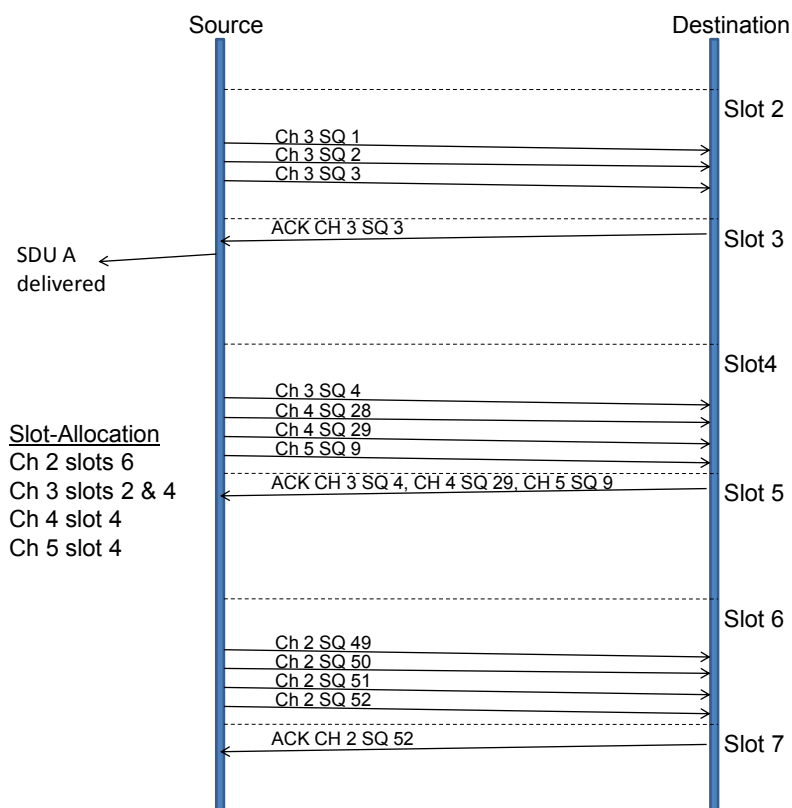 Source
Destination
Slot 2
Ch 3 SQ 1
Ch 3 SQ 2
Ch 3 SQ 3
ACK CH 3 SQ 3
Slot 3
SDU A
delivered
Slot4
Ch 3 SQ 4
Ch 4 SQ 28
Ch 4 SQ 29
Ch 5 SQ 9
Slot-Allocation
Ch 2 slots 6
Ch 3 slots 2 & 4
Ch 4 slot 4
Ch 5 slot 4
ACK CH 3 SQ 4, CH 4 SQ 29, CH 5 SQ 9
Slot 5
Slot 6
Ch 2 SQ 49
Ch 2 SQ 50
Ch 2 SQ 51
Ch 2 SQ 52
ACK CH 2 SQ 52
Slot 7